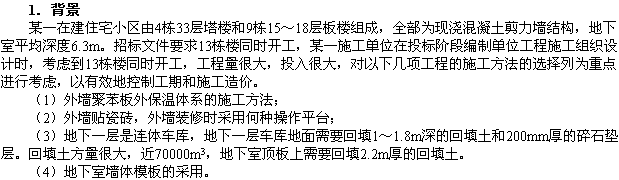 1．背景
某一在建住宅小区由4栋33层塔楼和9栋15～18层板楼组成，全部为现浇混凝土剪力墙结构，地下
室平均深度6.3m。招标文件要求13栋楼同时开工，某一施工单位在投标阶段编制单位工程施工组织设
计时，考虑到13栋楼同时开工，工程量很大，投入很大，对以下几项工程的施工方法的选择列为重点
进行考虑，以有效地控制工期和施工造价。
（1）外墙聚苯板外保温体系的施工方法；
（2）外墙贴瓷砖，外墙装修时采用何种操作平台；
（3）地下一层是连体车库，地下一层车库地面需要回填1～1.8m深的回填土和200mm厚的碎石垫
层。回填土方量很大，近70000m³，地下室顶板上需要回填2.2m厚的回填土。
（4）地下室墙体模板的采用。